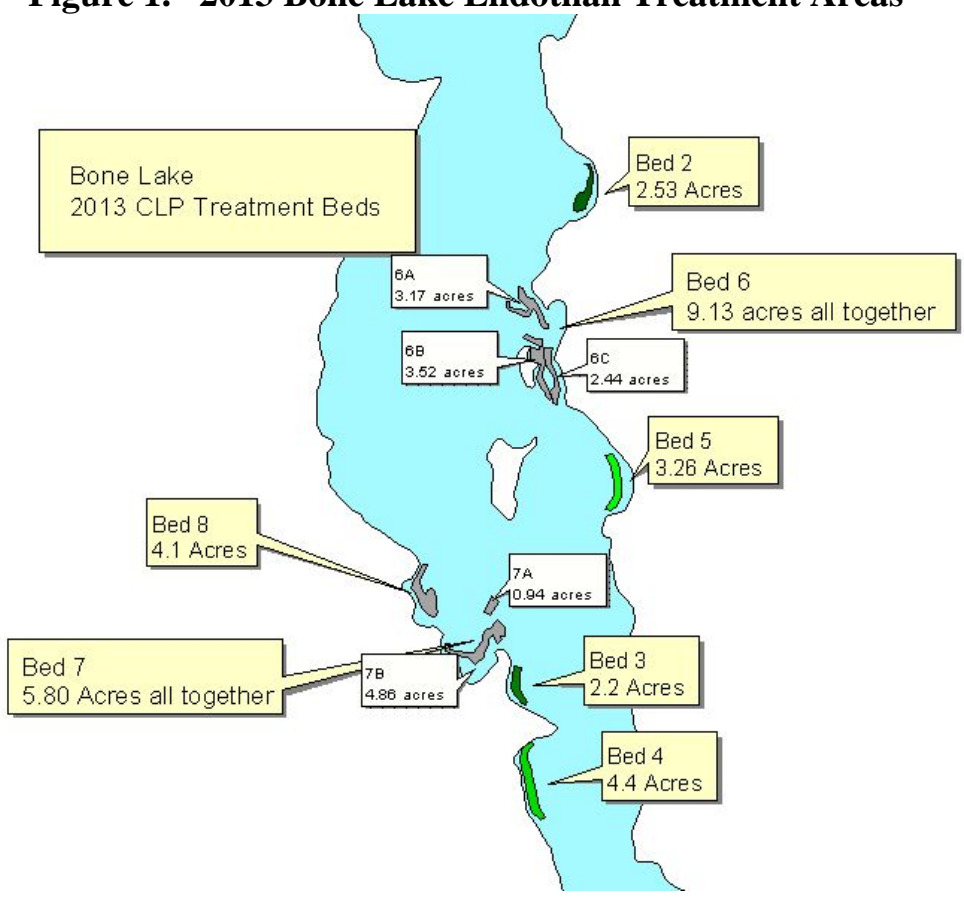 Figure 1. 2013 Bone Lake Endothall Treatment Areas
Bone Lake
2013 CLP Treatment Beds
Bed 2
2.53 Acres
6A
3.17 acres
Bed 6
9.13 acres all together
6B
3.52 acres
6C
2.44 acres
Bed 5
3.26 Acres
Bed 8
4.1 Acres
7A
0.94 acres
Bed 7
5.80 Acres all together
7B
4.86 acres
Bed 3
2.2 Acres
Bed 4
4.4 Acres